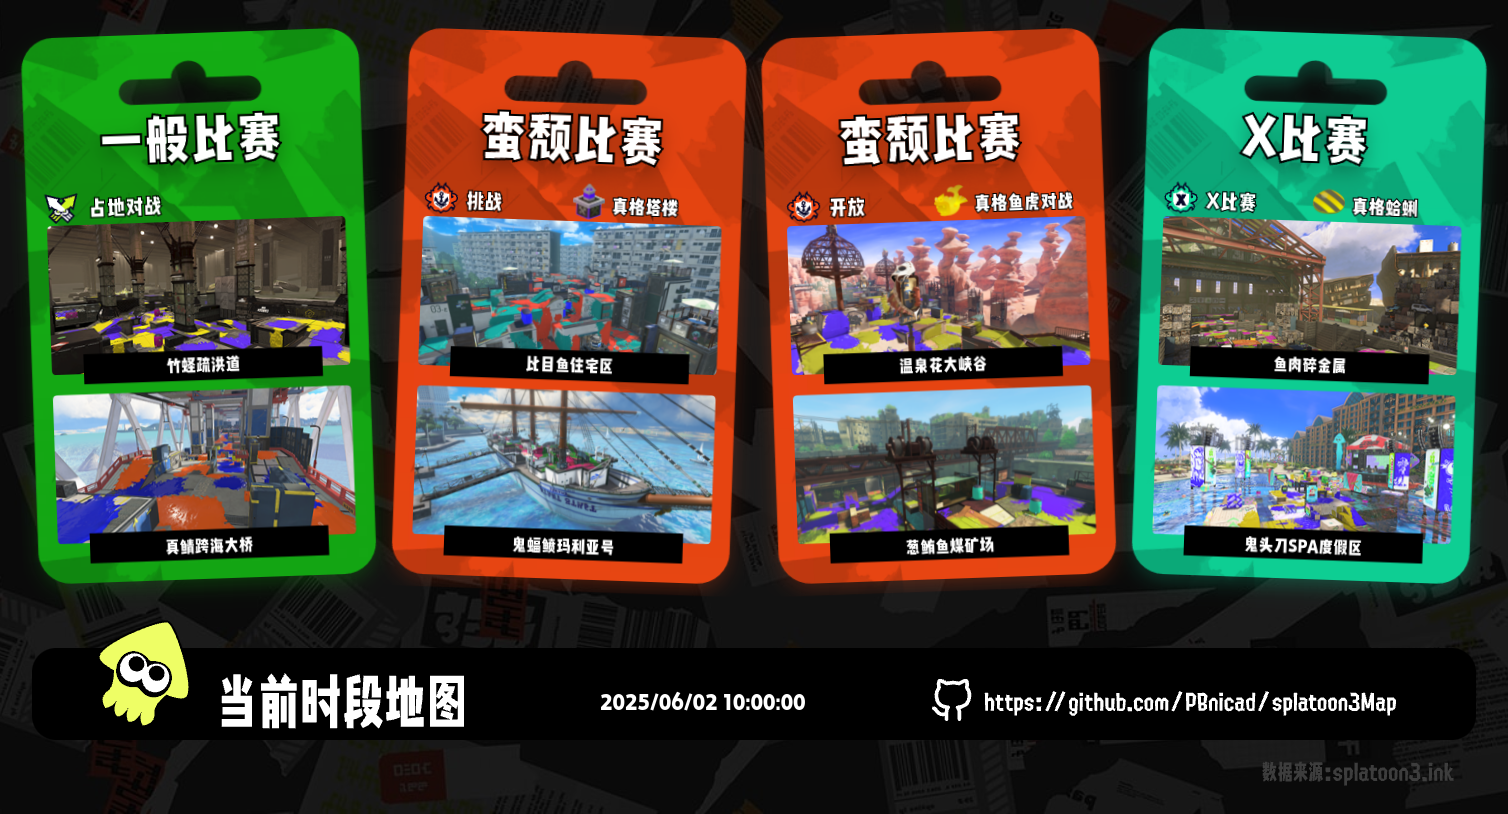 一般比赛
占地对战
竹蛏疏洪道
真鲭跨海大桥
蛮颓比赛
挑战
真格塔楼
比目鱼住宅区
鬼蝠鲼玛利亚号
蛮颓比赛
开放
真格鱼虎对战
温泉花大峡谷
葱鲔鱼煤矿场
X比赛
X比赛
真格蛤蜊
鱼肉碎金属
鬼头刀SPA度假区
当前时段地图
2025/06/02 10:00:00
https://github.com/PBnicad/splatoon3Map
数据来源:splatoon3.ink